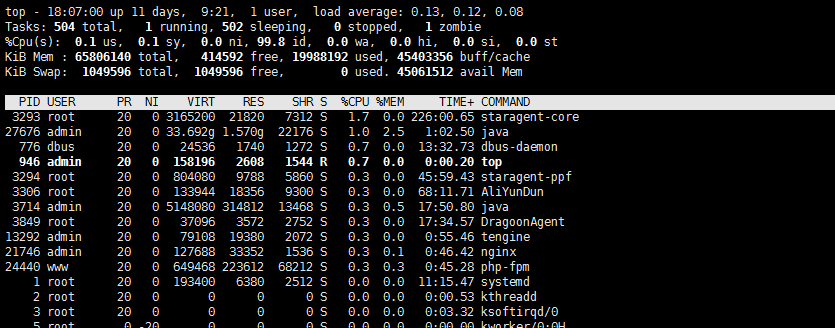 top - 18:07:00 up 11 days,  9:21,  1 user,  load average: 0.13, 0.12, 0.08
Tasks: 504 total,   1 running, 502 sleeping,   0 stopped,   1 zombie
%Cpu(s):  0.1 us,  0.1 sy,  0.0 ni, 99.8 id,  0.0 wa,  0.0 hi,  0.0 si,  0.0 st
KiB Mem : 65806140 total,   414592 free, 19988192 used, 45403356 buff/cache
KiB Swap:  1049596 total,  1049596 free,        0 used. 45061512 avail Mem
PID USER      PR  NI    VIRT    RES    SHR S  %CPU %MEM     TIME+ COMMAND
3293 root      20   0 3165200  21820   7312 S   1.7  0.0 226:00.65 staragent-core
27676 admin     20   0 33.692g 1.570g  22176 S   1.0  2.5   1:02.50 java
776 dbus      20   0   24536   1740   1272 S   0.7  0.0  13:32.73 dbus-daemon
946 admin     20   0  158196   2608   1544 R   0.7  0.0   0:00.20 top
3294 root      20   0  804080   9788   5860 S   0.3  0.0  45:59.43 staragent-ppf
3306 root      20   0  133944  18356   9300 S   0.3  0.0  68:11.71 AliYunDun
3714 admin     20   0 5148080 314812  13468 S   0.3  0.5  17:50.80 java
3849 root      20   0   37096   3572   2752 S   0.3  0.0  17:34.57 DragoonAgent
13292 admin     20   0   79108  19380   2072 S   0.3  0.0   0:55.46 tengine
21746 admin     20   0  127688  33352   1536 S   0.3  0.1   0:46.42 nginx
24440 www       20   0  649468 223612  68212 S   0.3  0.3   0:45.28 php-fpm
1 root      20   0  193400   6380   2512 S   0.0  0.0  11:15.47 systemd
2 root      20   0       0      0      0 S   0.0  0.0   0:00.53 kthreadd
3 root      20   0       0      0      0 S   0.0  0.0   0:03.32 ksoftirqd/0
5 root       0 -20       0      0      0 S   0.0  0.0   0:00.00 kworker/0:0H